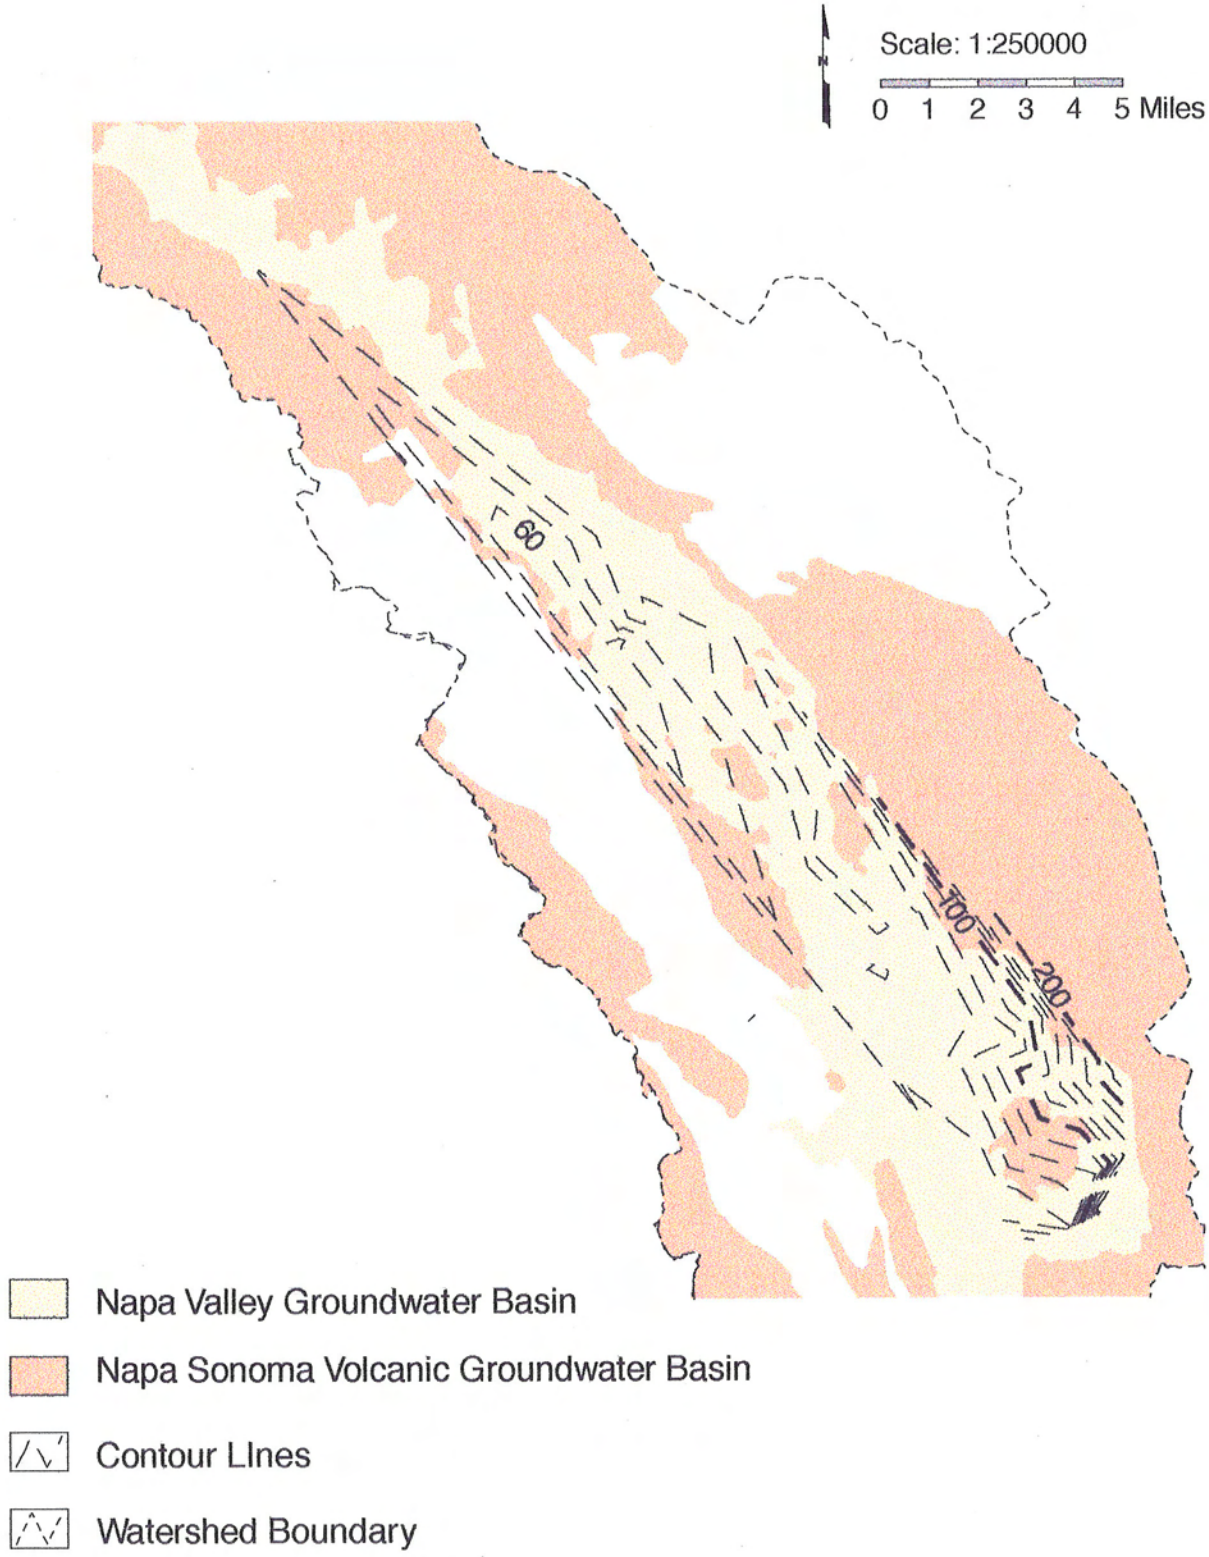 N
Scale: 1:250000
0 1 2 3 4 5 Miles
60
100
200
Napa Valley Groundwater Basin
Napa Sonoma Volcanic Groundwater Basin
Contour LInes
Watershed Boundary